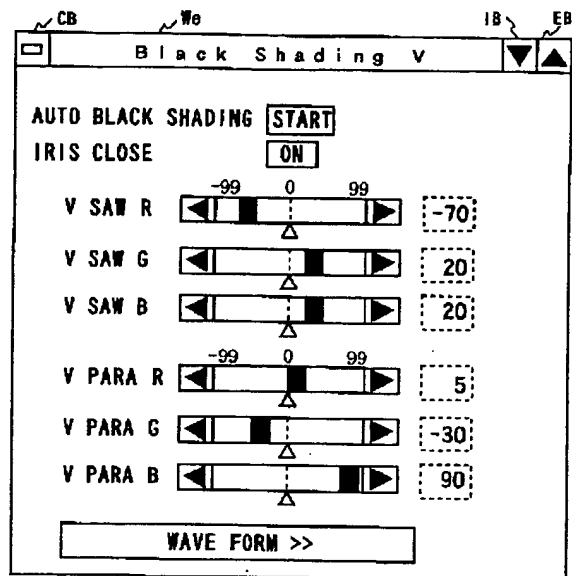 CB We IB EB
Black Shading V
AUTO BLACK SHADING START
IRIS CLOSE ON
-99 0 99
V SAW R -70
V SAW G 20
V SAW B 20
-99 0 99
V PARA R 5
V PARA G -30
V PARA B 90
WAVE FORM >>